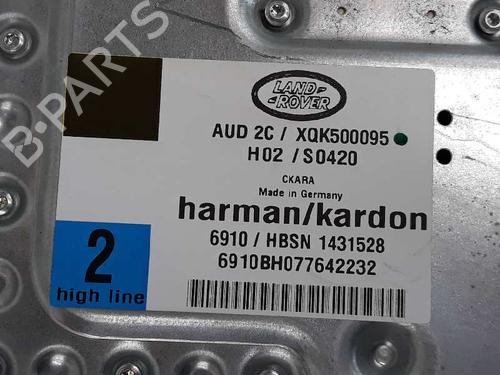 LAND
ROVER
AUD 2C / XQK500095
H02 / S0420
CKARA
Made in Germany
harman/kardon
6910 / HBSN 1431528
6910BH077642232
2
high line
B-PARTS